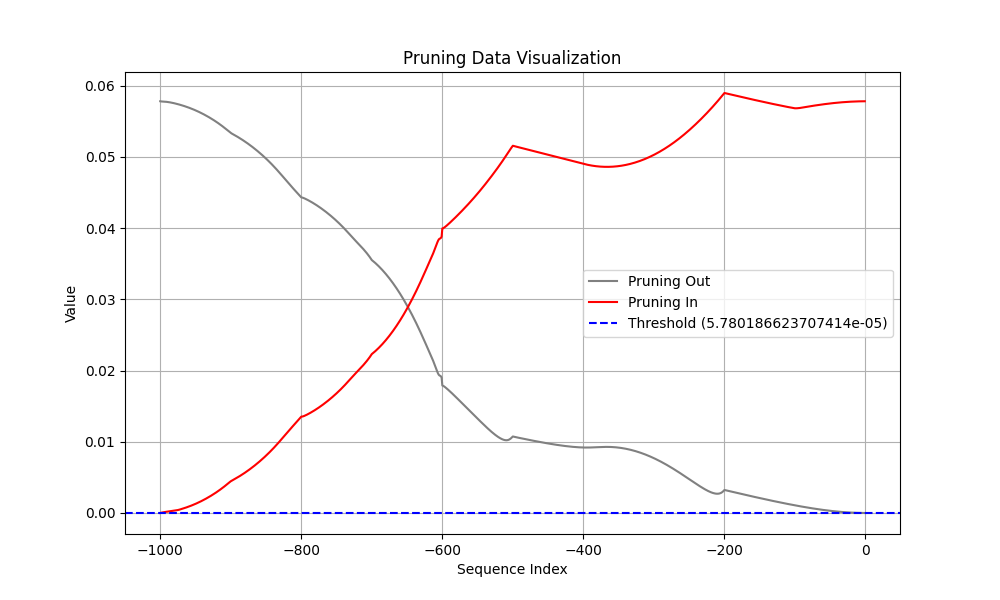 Pruning Data Visualization
0.06
0.05
0.04
0.03
0.02
0.01
0.00
Value
Pruning Out
Pruning In
Threshold (5.780186623707414e-05)
−1000
−800
−600
−400
−200
0
Sequence Index